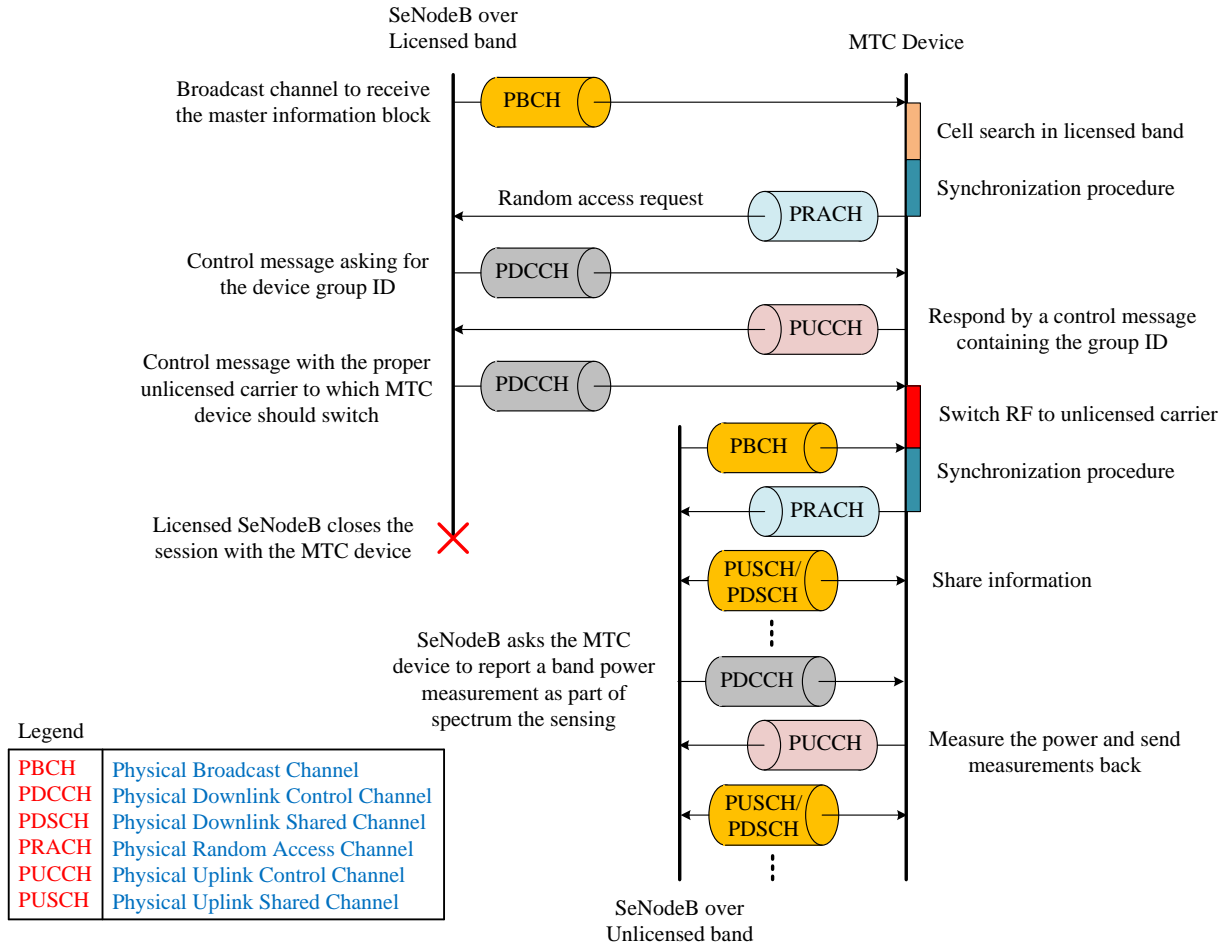 SeNodeB over
Licensed band
MTC Device
Broadcast channel to receive
the master information block
PBCH
Cell search in licensed band
Synchronization procedure
Random access request
PRACH
Control message asking for
the device group ID
PDCCH
PUCCH
Respond by a control message
containing the group ID
Control message with the proper
unlicensed carrier to which MTC
device should switch
PDCCH
Switch RF to unlicensed carrier
PBCH
Synchronization procedure
PRACH
Licensed SeNodeB closes the
session with the MTC device
PUSCH/
PDSCH
Share information
SeNodeB asks the MTC
device to report a band power
measurement as part of
spectrum the sensing
PDCCH
PUCCH
Measure the power and send
measurements back
PUSCH/
PDSCH
SeNodeB over
Unlicensed band
Legend
PBCH Physical Broadcast Channel
PDCCH Physical Downlink Control Channel
PDSCH Physical Downlink Shared Channel
PRACH Physical Random Access Channel
PUCCH Physical Uplink Control Channel
PUSCH Physical Uplink Shared Channel